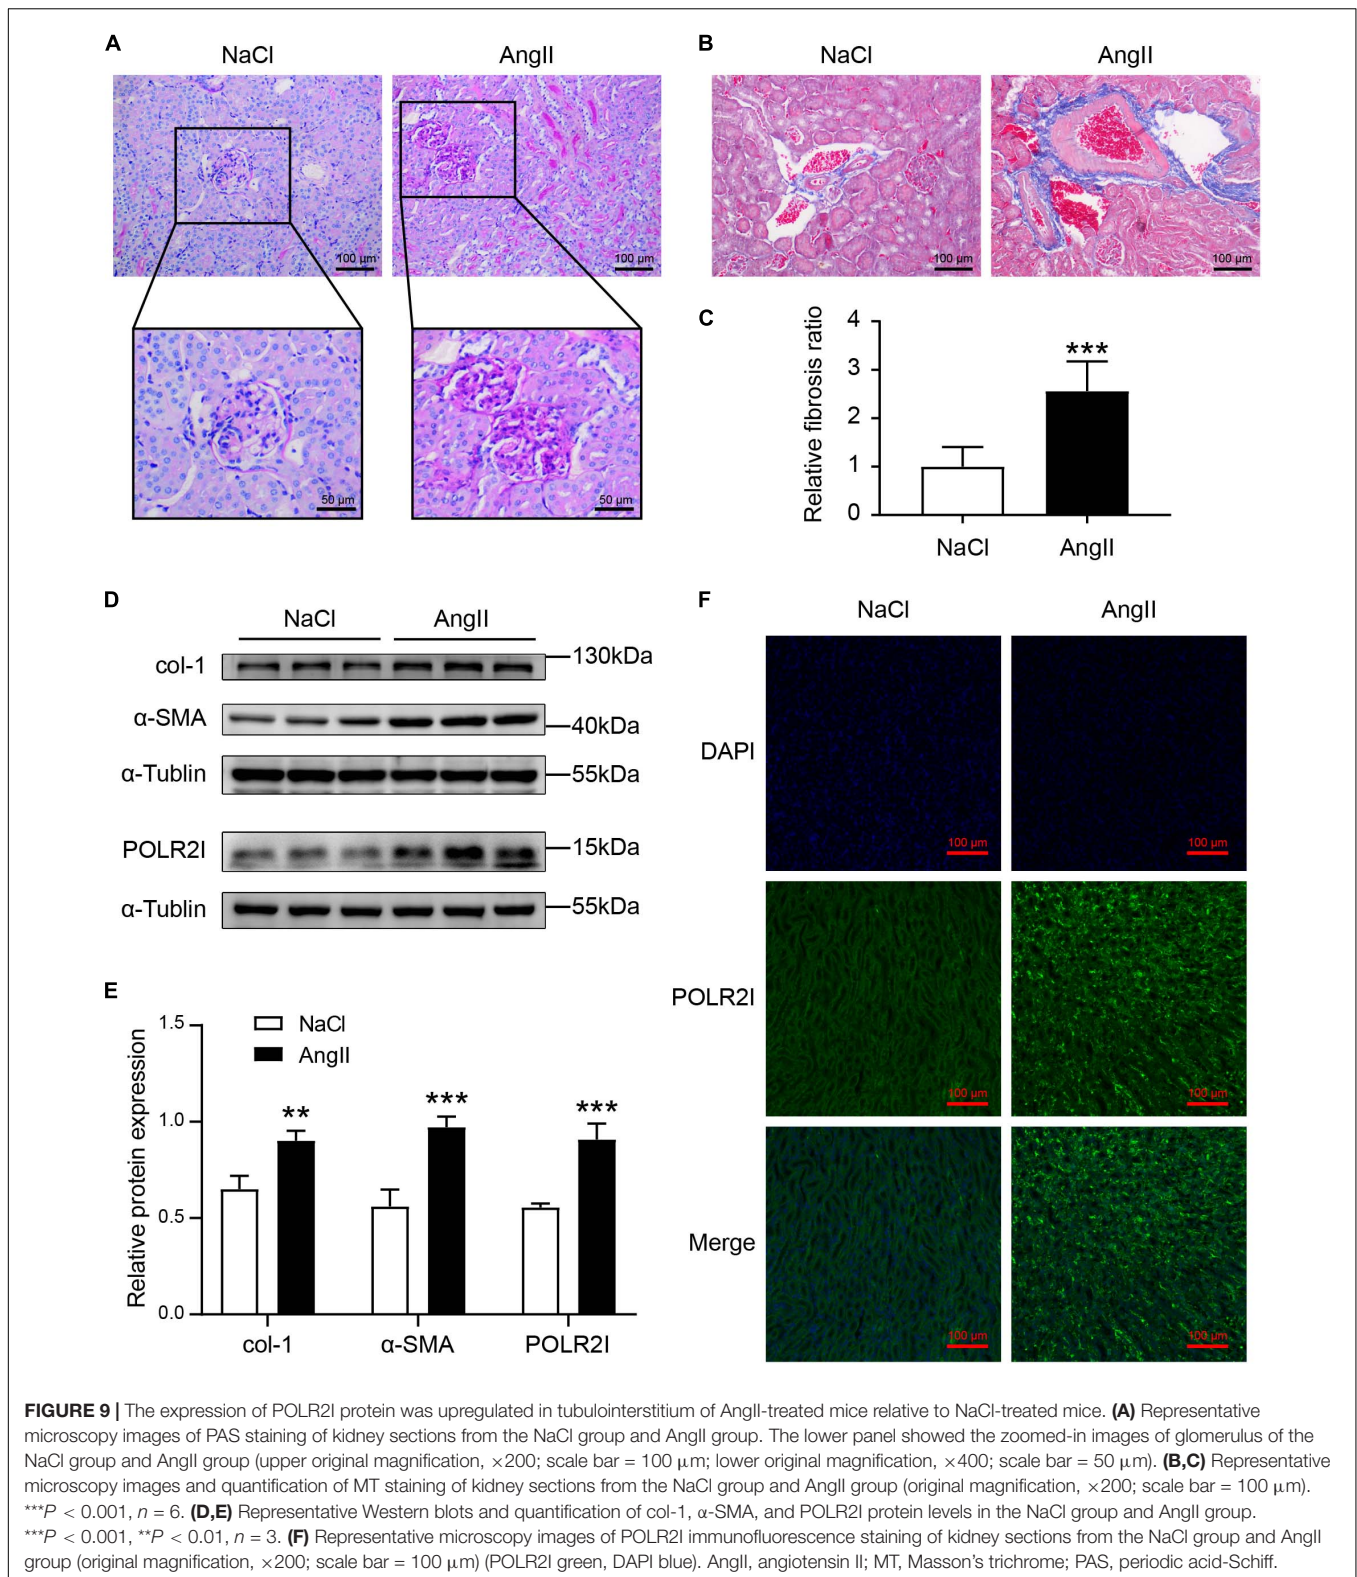 A
NaCl
AngII
100 µm
100 µm
50 µm
50 µm
B
NaCl
AngII
100 µm
100 µm
C
Relative fibrosis ratio
4
3
2
1
0
***
NaCl
AngII
D
NaCl
AngII
col-1
130kDa
α-SMA
40kDa
α-Tublin
55kDa
POLR2I
15kDa
α-Tublin
55kDa
E
Relative protein expression
1.5
1.0
0.5
0.0
NaCl
AngII
**
***
***
col-1
α-SMA
POLR2I
F
NaCl
AngII
DAPI
100 µm
100 µm
POLR2I
100 µm
100 µm
Merge
100 µm
100 µm
FIGURE 9 | The expression of POLR2I protein was upregulated in tubulointerstitium of AngII-treated mice relative to NaCl-treated mice. (A) Representative
microscopy images of PAS staining of kidney sections from the NaCl group and AngII group. The lower panel showed the zoomed-in images of glomerulus of the
NaCl group and AngII group (upper original magnification, ×200; scale bar = 100 µm; lower original magnification, ×400; scale bar = 50 µm). (B,C) Representative
microscopy images and quantification of MT staining of kidney sections from the NaCl group and AngII group (original magnification, ×200; scale bar = 100 µm).
***P < 0.001, n = 6. (D,E) Representative Western blots and quantification of col-1, α-SMA, and POLR2I protein levels in the NaCl group and AngII group.
***P < 0.001, **P < 0.01, n = 3. (F) Representative microscopy images of POLR2I immunofluorescence staining of kidney sections from the NaCl group and AngII
group (original magnification, ×200; scale bar = 100 µm) (POLR2I green, DAPI blue). AngII, angiotensin II; MT, Masson's trichrome; PAS, periodic acid-Schiff.